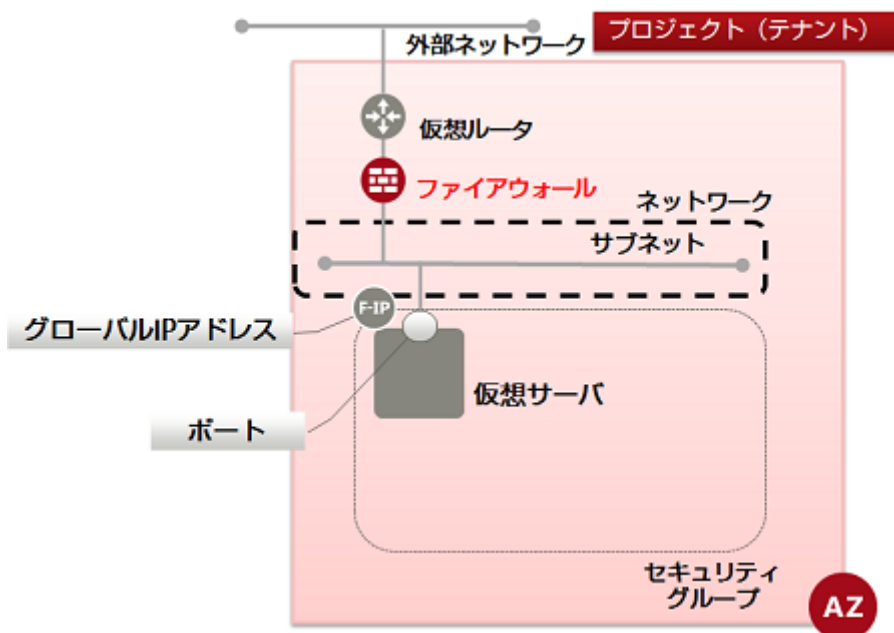 プロジェクト（テナント）
外部ネットワーク
仮想ルータ
ファイアウォール
ネットワーク
サブネット
F-IP
グローバルIPアドレス
仮想サーバ
ポート
セキュリティ
グループ
AZ